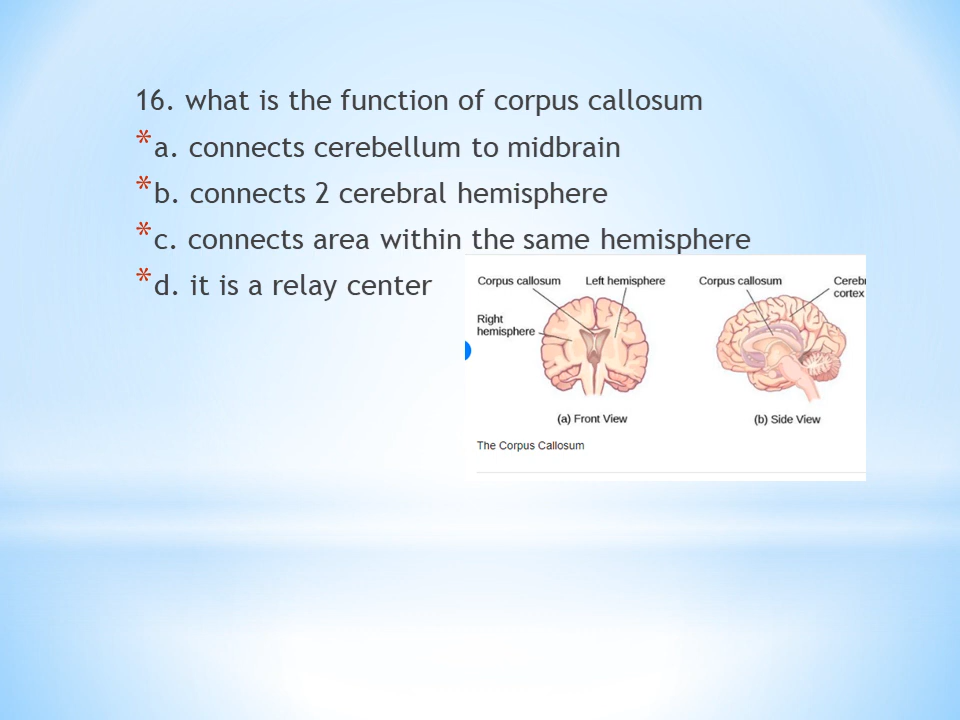 16. what is the function of corpus callosum
* a. connects cerebellum to midbrain
* b. connects 2 cerebral hemisphere
* c. connects area within the same hemisphere
* d. it is a relay center
Corpus callosum
Left hemisphere
Right
hemisphere
(a) Front View
Corpus callosum
cortex
(b) Side View
The Corpus Callosum